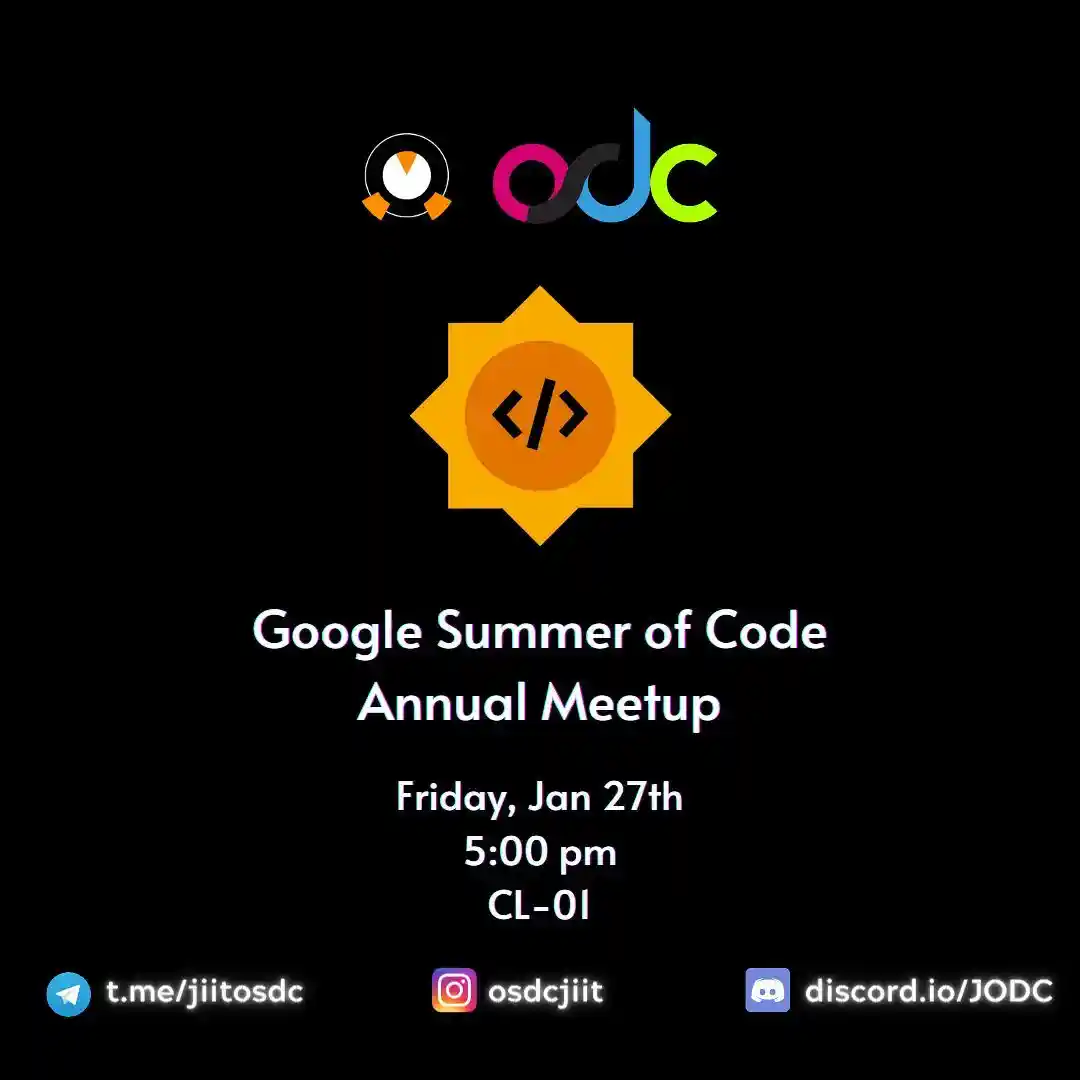 osdc
</>
Google Summer of Code
Annual Meetup
Friday, Jan 27th
5:00 pm
CL-01
t.me/jiitosdc
osdcjiit
discord.io/JODC